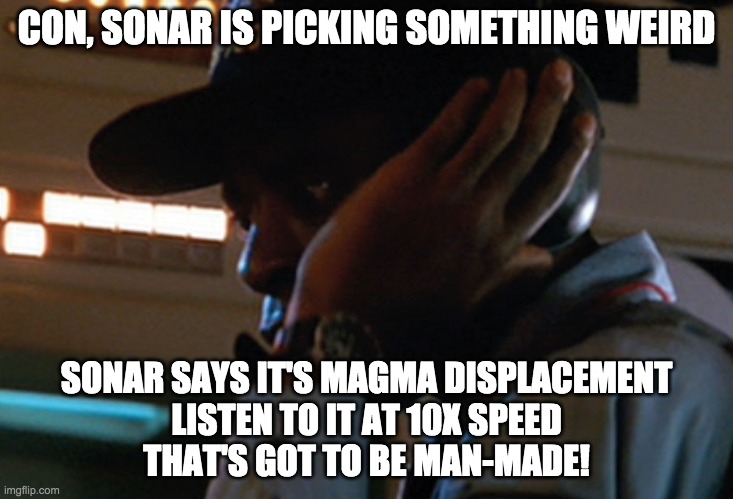 CON, SONAR IS PICKING SOMETHING WEIRD
SONAR SAYS IT'S MAGMA DISPLACEMENT
LISTEN TO IT AT 10X SPEED
THAT'S GOT TO BE MAN-MADE!
imgflip.com